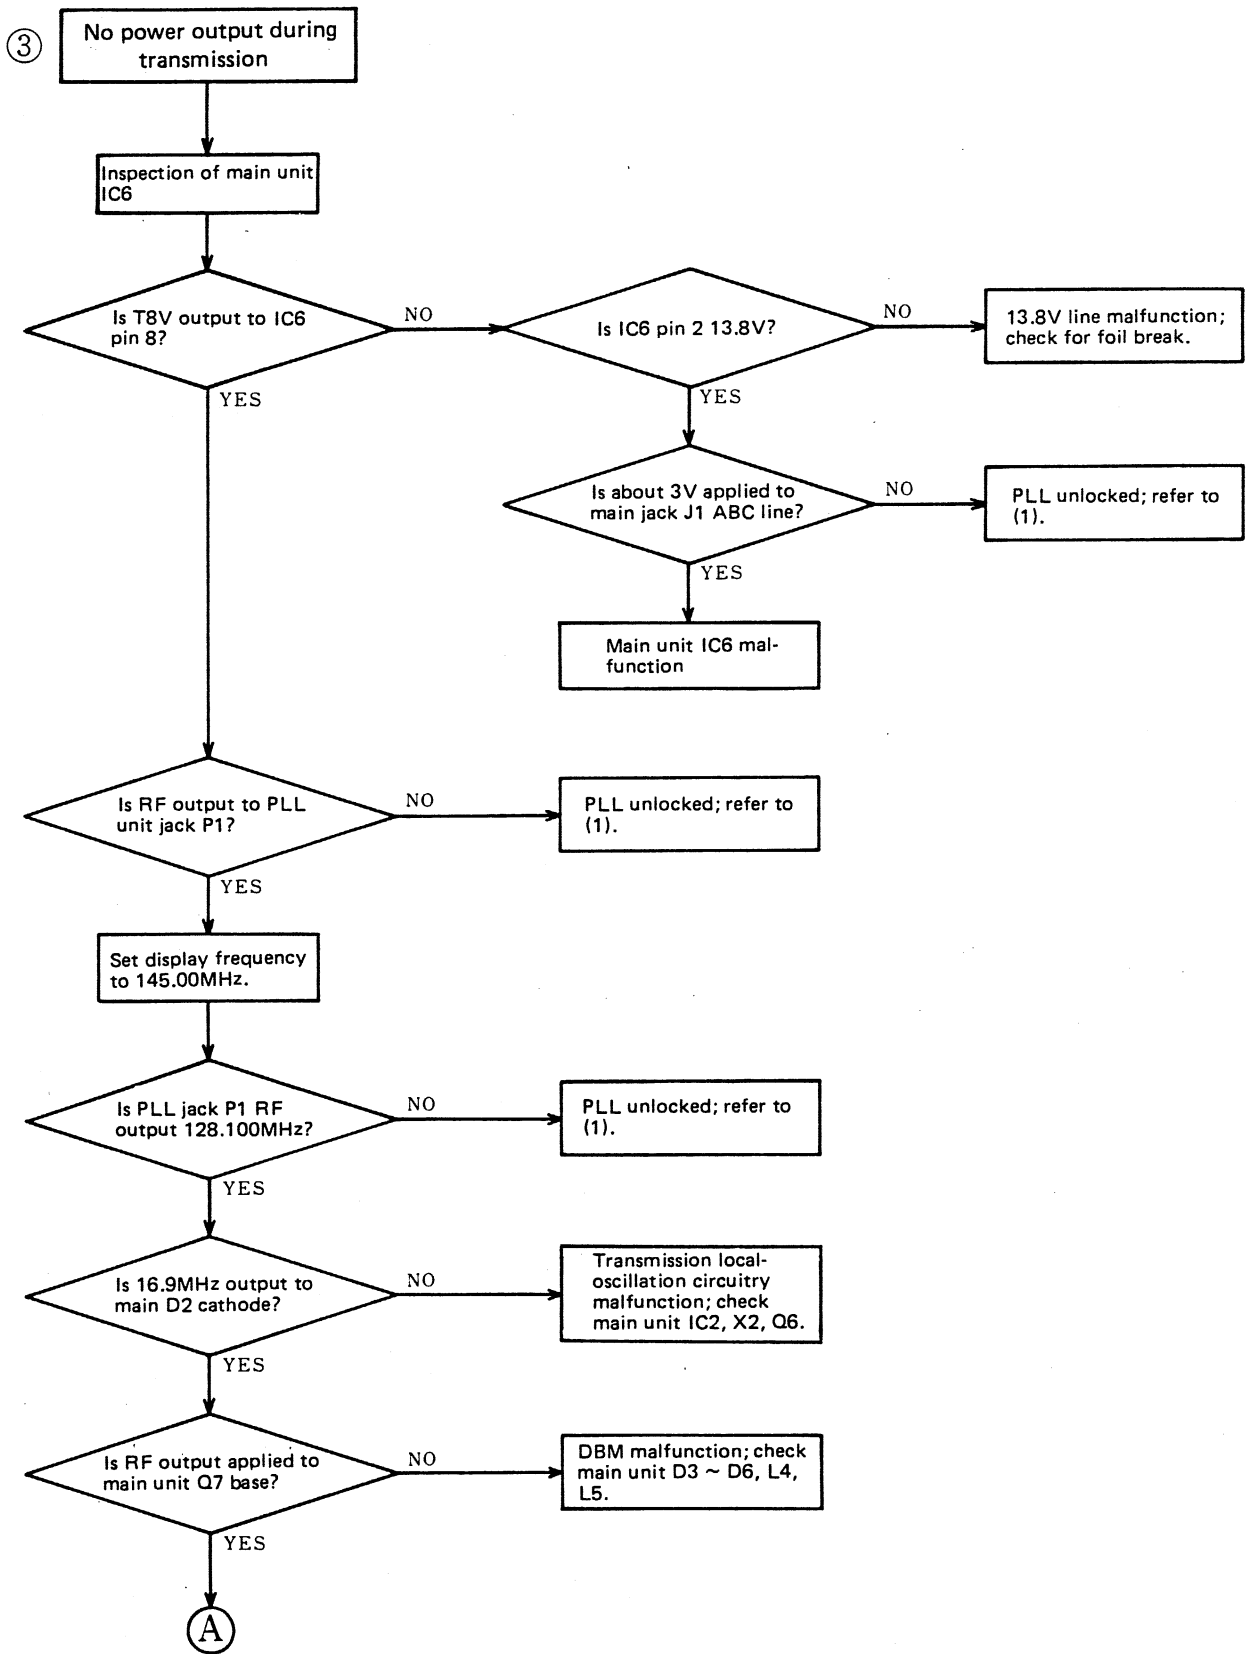 ③
No power output during
transmission
Inspection of main unit
IC6
Is T8V output to IC6
pin 8?
NO
YES
Is IC6 pin 2 13.8V?
NO
YES
13.8V line malfunction;
check for foil break.
Is about 3V applied to
main jack J1 ABC line?
NO
YES
PLL unlocked; refer to
(1).
Main unit IC6 mal-
function
Is RF output to PLL
unit jack P1?
NO
YES
PLL unlocked; refer to
(1).
Set display frequency
to 145.00MHz.
Is PLL jack P1 RF
output 128.100MHz?
NO
YES
PLL unlocked; refer to
(1).
Is 16.9MHz output to
main D2 cathode?
NO
YES
Transmission local-
oscillation circuitry
malfunction; check
main unit IC2, X2, Q6.
Is RF output applied to
main unit Q7 base?
NO
YES
DBM malfunction; check
main unit D3 ~ D6, L4,
L5.
A